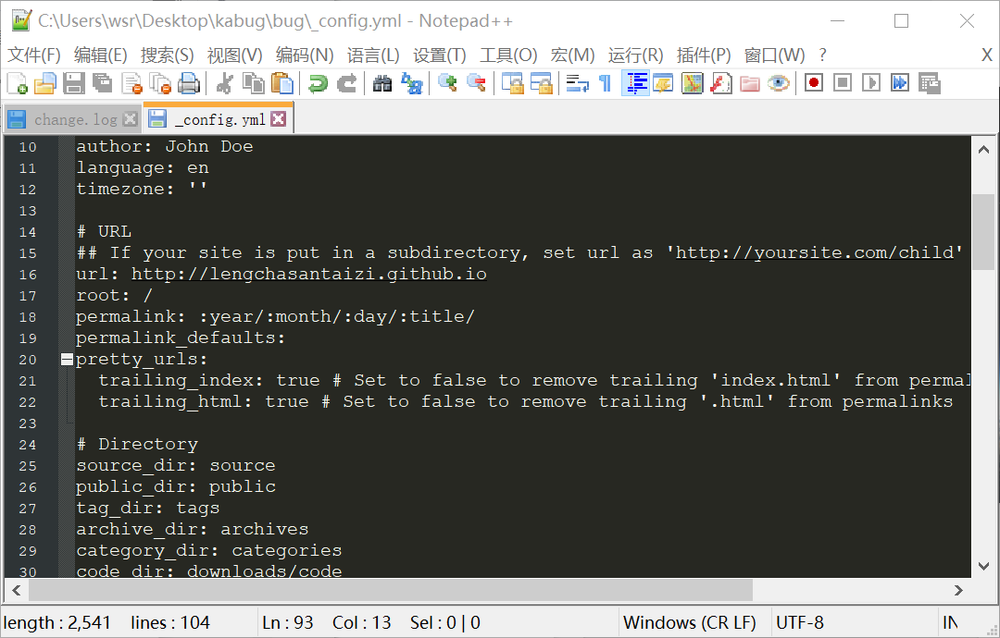 C:\Users\wsr\Desktop\kabug\bug\_config.yml - Notepad++
文件(F) 编辑(E) 搜索(S) 视图(V) 编码(N) 语言(L) 设置(T) 工具(O) 宏(M) 运行(R) 插件(P) 窗口(W) ? X
change.log _config.yml
10 author: John Doe
11 language: en
12 timezone: ''
13
14 # URL
15 ## If your site is put in a subdirectory, set url as 'http://yoursite.com/child'
16 url: http://lengchasantaizi.github.io
17 root: /
18 permalink: :year/:month/:day/:title/
19 permalink_defaults:
20 pretty_urls:
21 trailing_index: true # Set to false to remove trailing 'index.html' from permal
22 trailing_html: true # Set to false to remove trailing '.html' from permalinks
23
24 # Directory
25 source_dir: source
26 public_dir: public
27 tag_dir: tags
28 archive_dir: archives
29 category_dir: categories
30 code_dir: downloads/code
length : 2,541 lines : 104 Ln : 93 Col : 13 Sel : 0 | 0 Windows (CR LF) UTF-8 IN